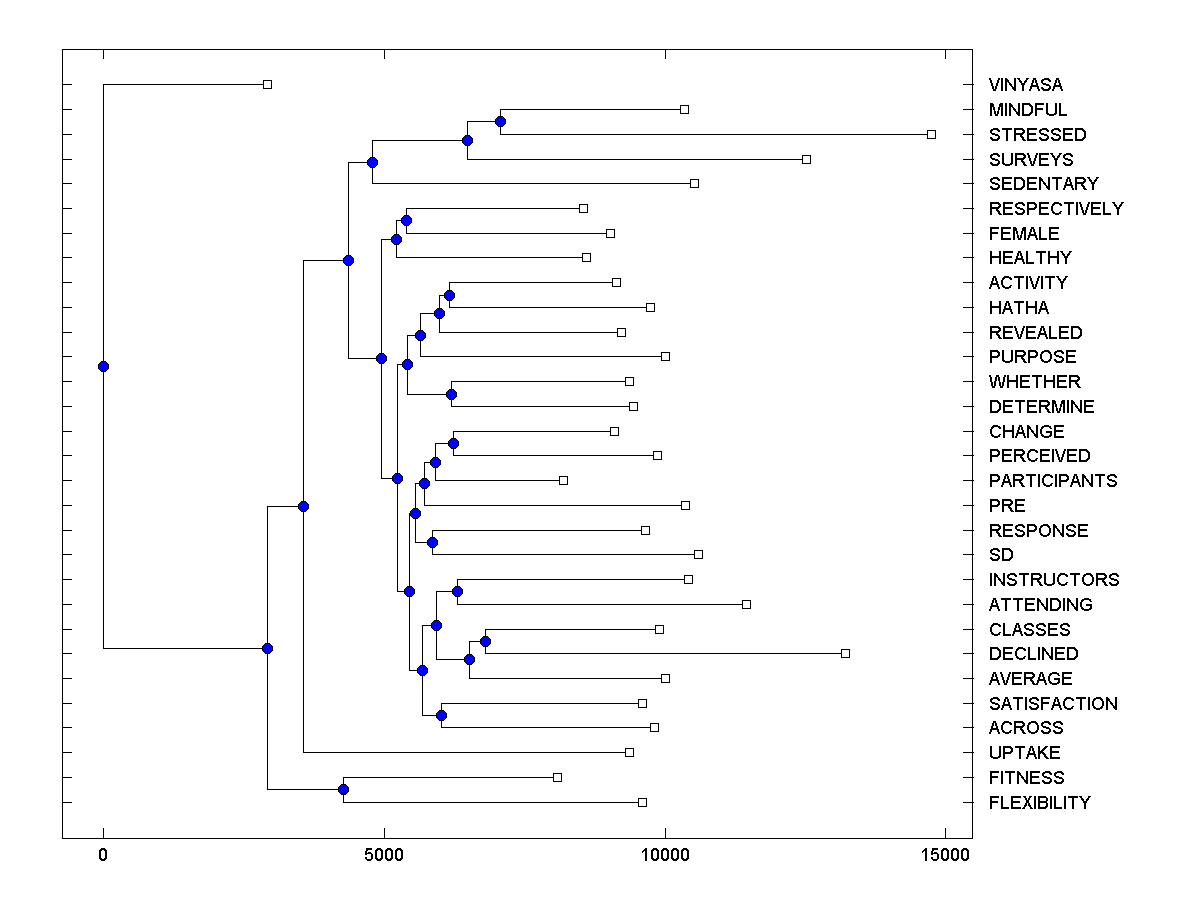 VINYASA
MINDFUL
STRESSED
SURVEYS
SEDENTARY
RESPECTIVELY
FEMALE
HEALTHY
ACTIVITY
HATHA
REVEALED
PURPOSE
WHETHER
DETERMINE
CHANGE
PERCEIVED
PARTICIPANTS
PRE
RESPONSE
SD
INSTRUCTORS
ATTENDING
CLASSES
DECLINED
AVERAGE
SATISFACTION
ACROSS
UPTAKE
FITNESS
FLEXIBILITY
0 5000 10000 15000